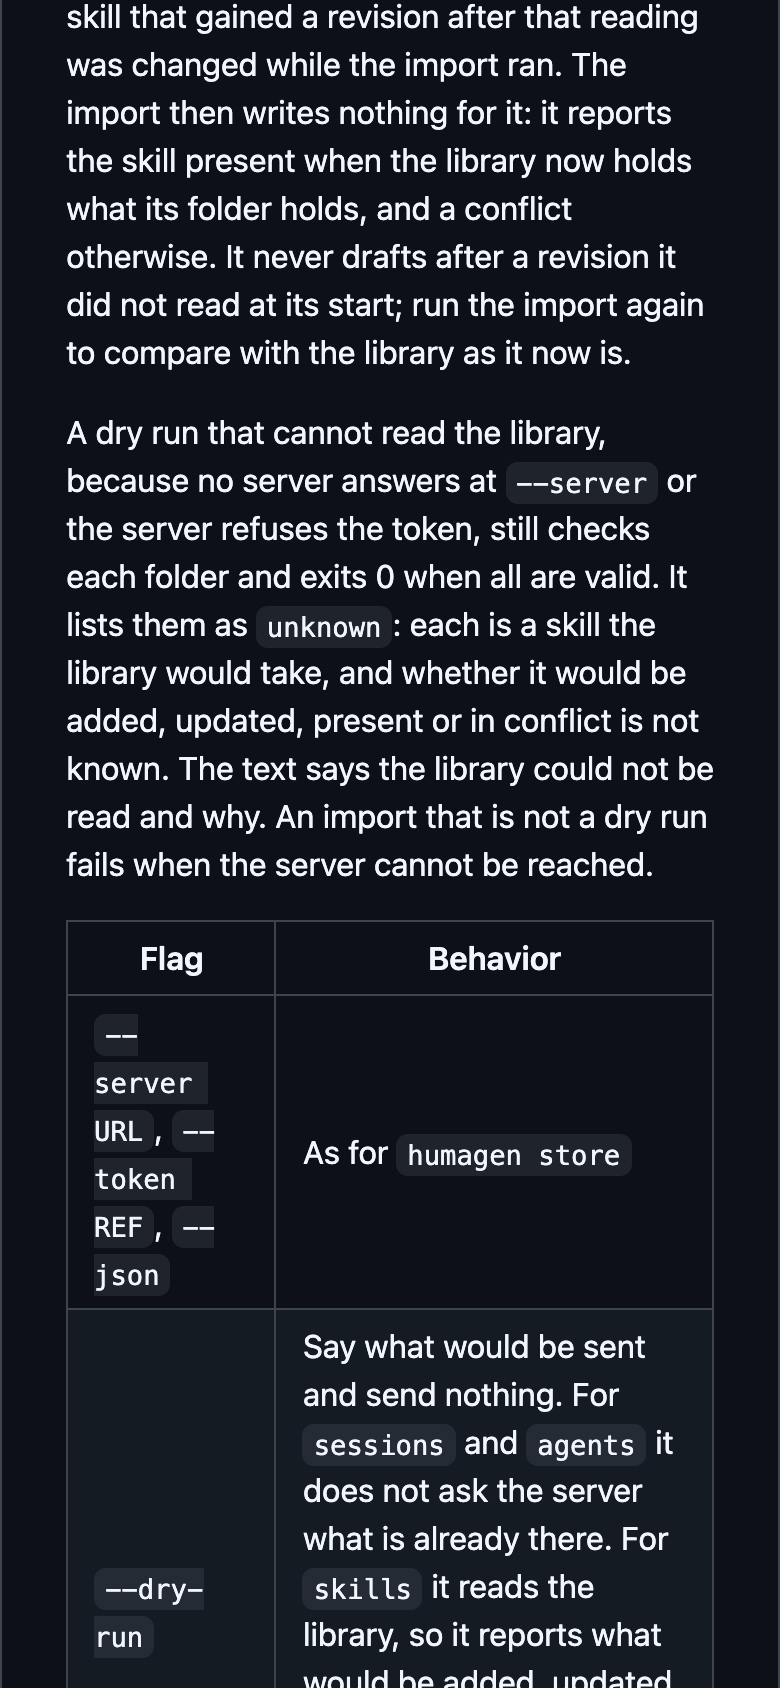 skill that gained a revision after that reading
was changed while the import ran. The
import then writes nothing for it: it reports
the skill present when the library now holds
what its folder holds, and a conflict
otherwise. It never drafts after a revision it
did not read at its start; run the import again
to compare with the library as it now is.
A dry run that cannot read the library,
because no server answers at --server or
the server refuses the token, still checks
each folder and exits 0 when all are valid. It
lists them as unknown: each is a skill the
library would take, and whether it would be
added, updated, present or in conflict is not
known. The text says the library could not be
read and why. An import that is not a dry run
fails when the server cannot be reached.
Flag
Behavior
--
server
URL, --
token
REF, --
json
As for humagen store
--dry-
run
Say what would be sent
and send nothing. For
sessions and agents it
does not ask the server
what is already there. For
skills it reads the
library, so it reports what
would be added, updated